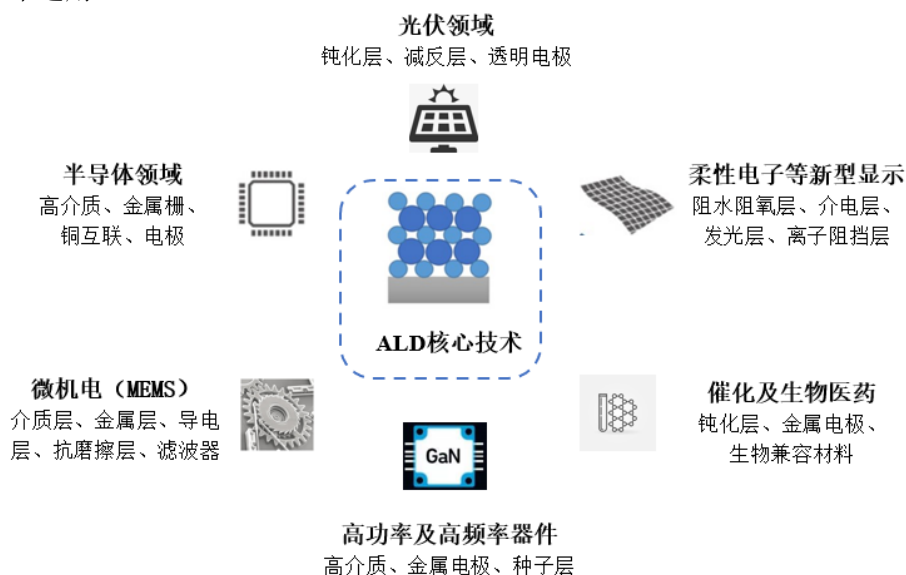 光伏领域
钝化层、减反层、透明电极
半导体领域
高介质、金属栅、
铜互联、电极
柔性电子等新型显示
阻水阻氧层、介电层、
发光层、离子阻挡层
ALD核心技术
微机电（MEMS）
介质层、金属层、导电
层、抗磨擦层、滤波器
催化及生物医药
钝化层、金属电极、
生物兼容材料
GaN
高功率及高频率器件
高介质、金属电极、种子层